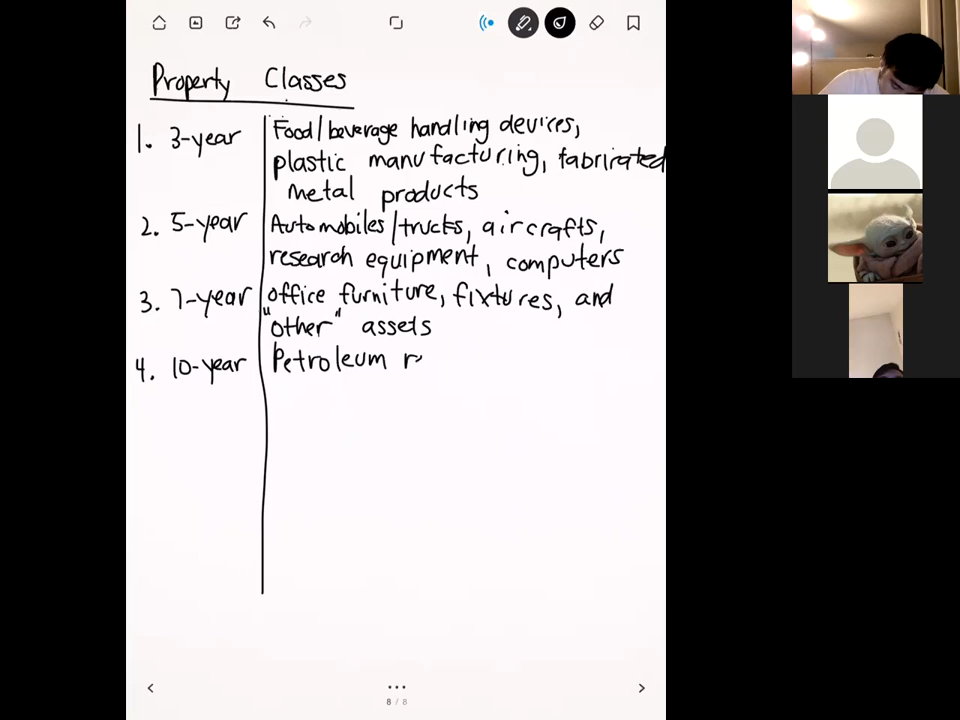 Property Classes
1. 3-year
Food/beverage handling devices,
plastic manufacturing, fabrirated
metal products
2. 5-year
Automobiles/trucks, aircrafts,
research equipment, computers
3. 7-year
office furniture, fixtures, and
"other" assets
4. 10-year
Petroleum r
8 / 8